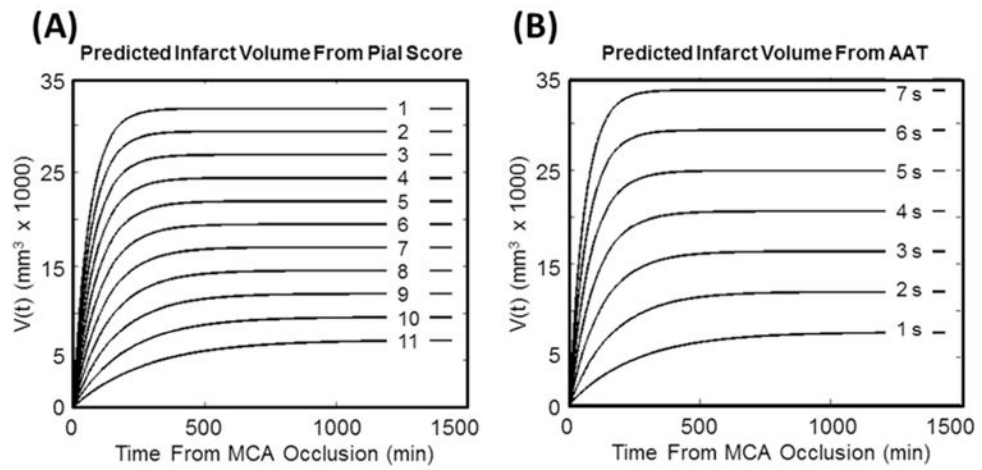 (A)
Predicted Infarct Volume From Pial Score
V(t) (mm³ x 1000)
35
25
15
5
0
1
2
3
4
5
6
7
8
9
10
11
0
500
1000
1500
Time From MCA Occlusion (min)
(B)
Predicted Infarct Volume From AAT
V(t) (mm³ x 1000)
35
25
15
5
0
7 s
6 s
5 s
4 s
3 s
2 s
1 s
0
500
1000
1500
Time From MCA Occlusion (min)